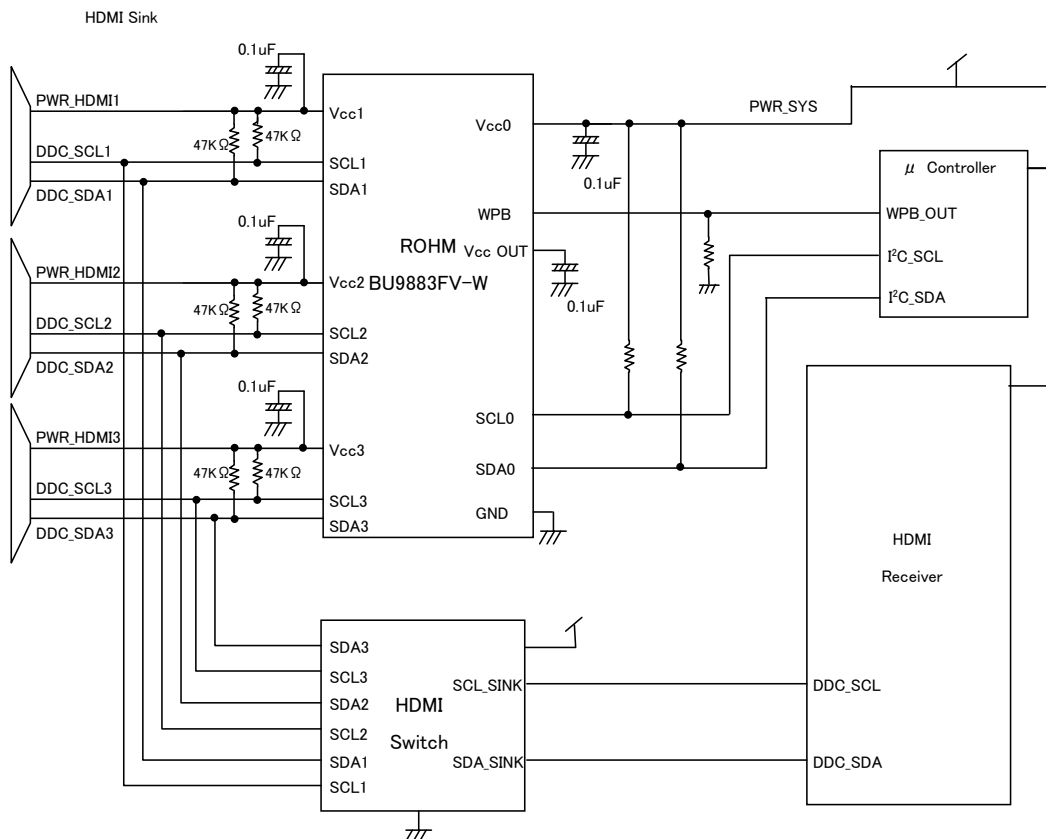 HDMI Sink
0.1uF
PWR_HDMI1
Vcc1
47KΩ
47KΩ
DDC_SCL1
SCL1
DDC_SDA1
SDA1
0.1uF
PWR_HDMI2
Vcc2
47KΩ
47KΩ
DDC_SCL2
SCL2
DDC_SDA2
SDA2
0.1uF
PWR_HDMI3
Vcc3
47KΩ
47KΩ
DDC_SCL3
SCL3
DDC_SDA3
SDA3
ROHM
BU9883FV-W
Vcc0
WPB
Vcc OUT
SCL0
SDA0
GND
PWR_SYS
0.1uF
0.1uF
μ Controller
WPB_OUT
I²C_SCL
I²C_SDA
HDMI
Receiver
DDC_SCL
DDC_SDA
SDA3
SCL3
SDA2
SCL2
SDA1
SCL1
HDMI
Switch
SCL_SINK
SDA_SINK